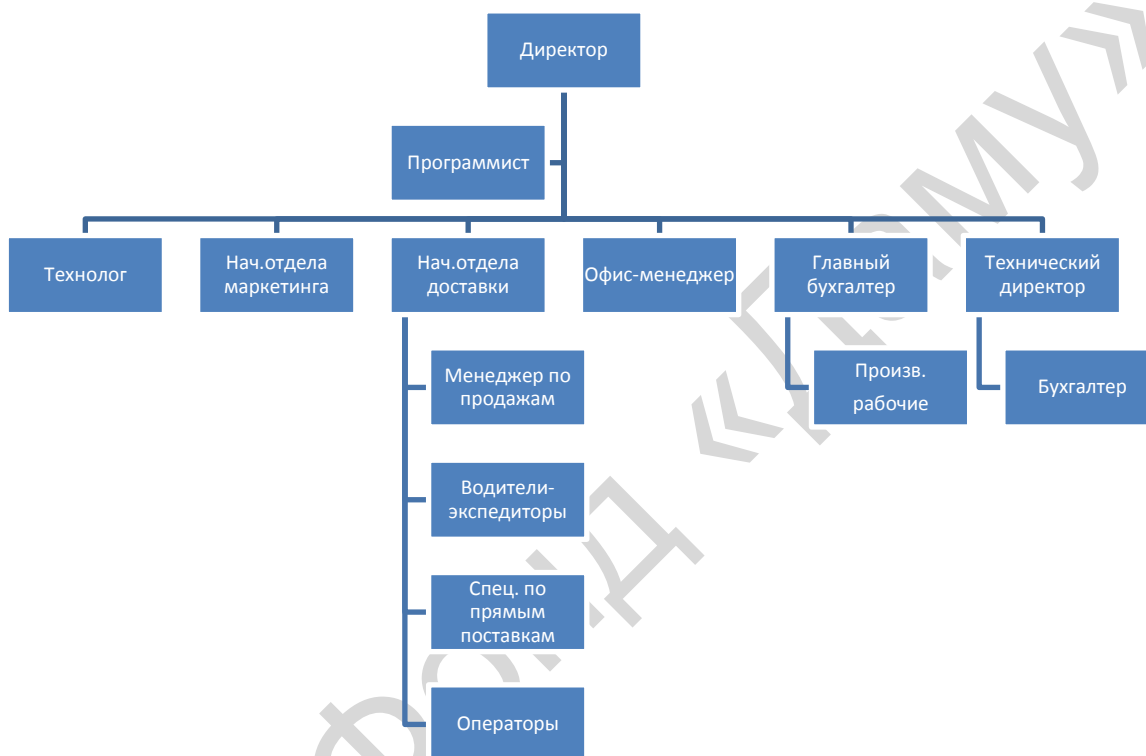 Директор
Программист
Технолог
Нач.отдела
маркетинга
Нач.отдела
доставки
Офис-менеджер
Главный
бухгалтер
Технический
директор
Менеджер по
продажам
Произв.
рабочие
Бухгалтер
Водители-
экспедиторы
Спец. по
прямым
поставкам
Операторы